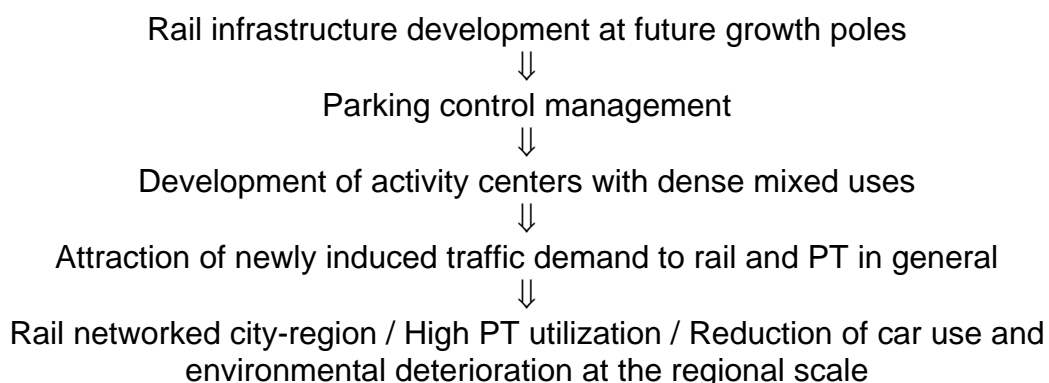 Rail infrastructure development at future growth poles
⇓
Parking control management
⇓
Development of activity centers with dense mixed uses
⇓
Attraction of newly induced traffic demand to rail and PT in general
⇓
Rail networked city-region / High PT utilization / Reduction of car use and
environmental deterioration at the regional scale